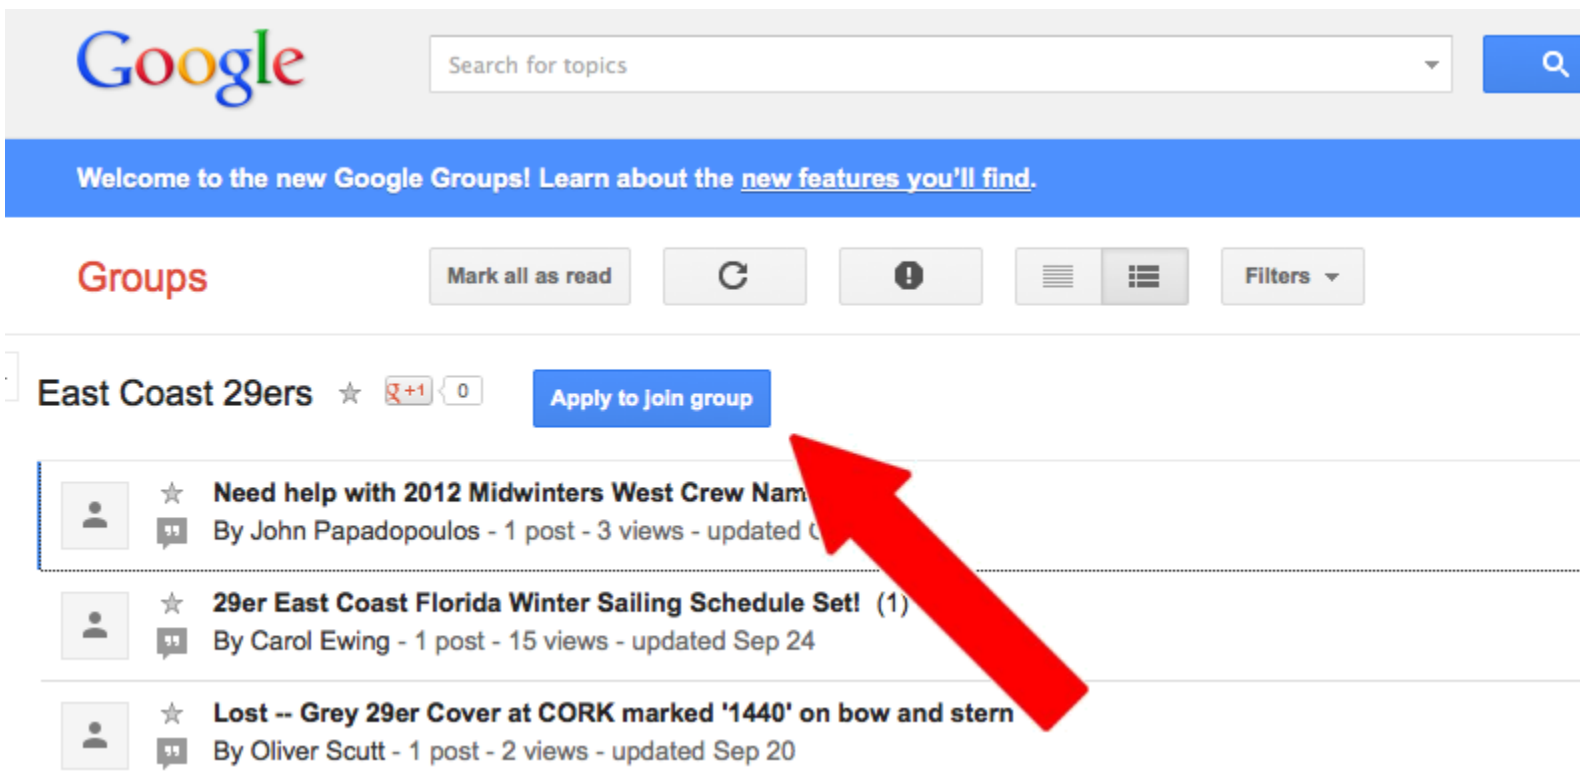 Google
Search for topics
Welcome to the new Google Groups! Learn about the new features you'll find.
Groups
Mark all as read
Filters
East Coast 29ers
+1
0
Apply to join group
Need help with 2012 Midwinters West Crew
By John Papadopoulos - 1 post - 3 views - updated
29er East Coast Florida Winter Sailing Schedule Set! (1)
By Carol Ewing - 1 post - 15 views - updated Sep 24
Lost -- Grey 29er Cover at CORK marked '1440' on bow and stern
By Oliver Scutt - 1 post - 2 views - updated Sep 20